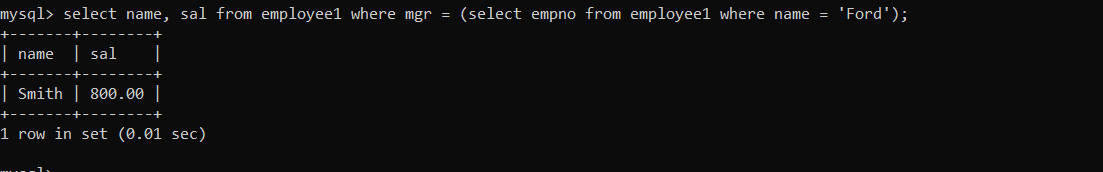 mysql> select name, sal from employee1 where mgr = (select empno from employee1 where name = 'Ford');
+-------+--------+
| name  | sal    |
+-------+--------+
| Smith | 800.00 |
+-------+--------+
1 row in set (0.01 sec)